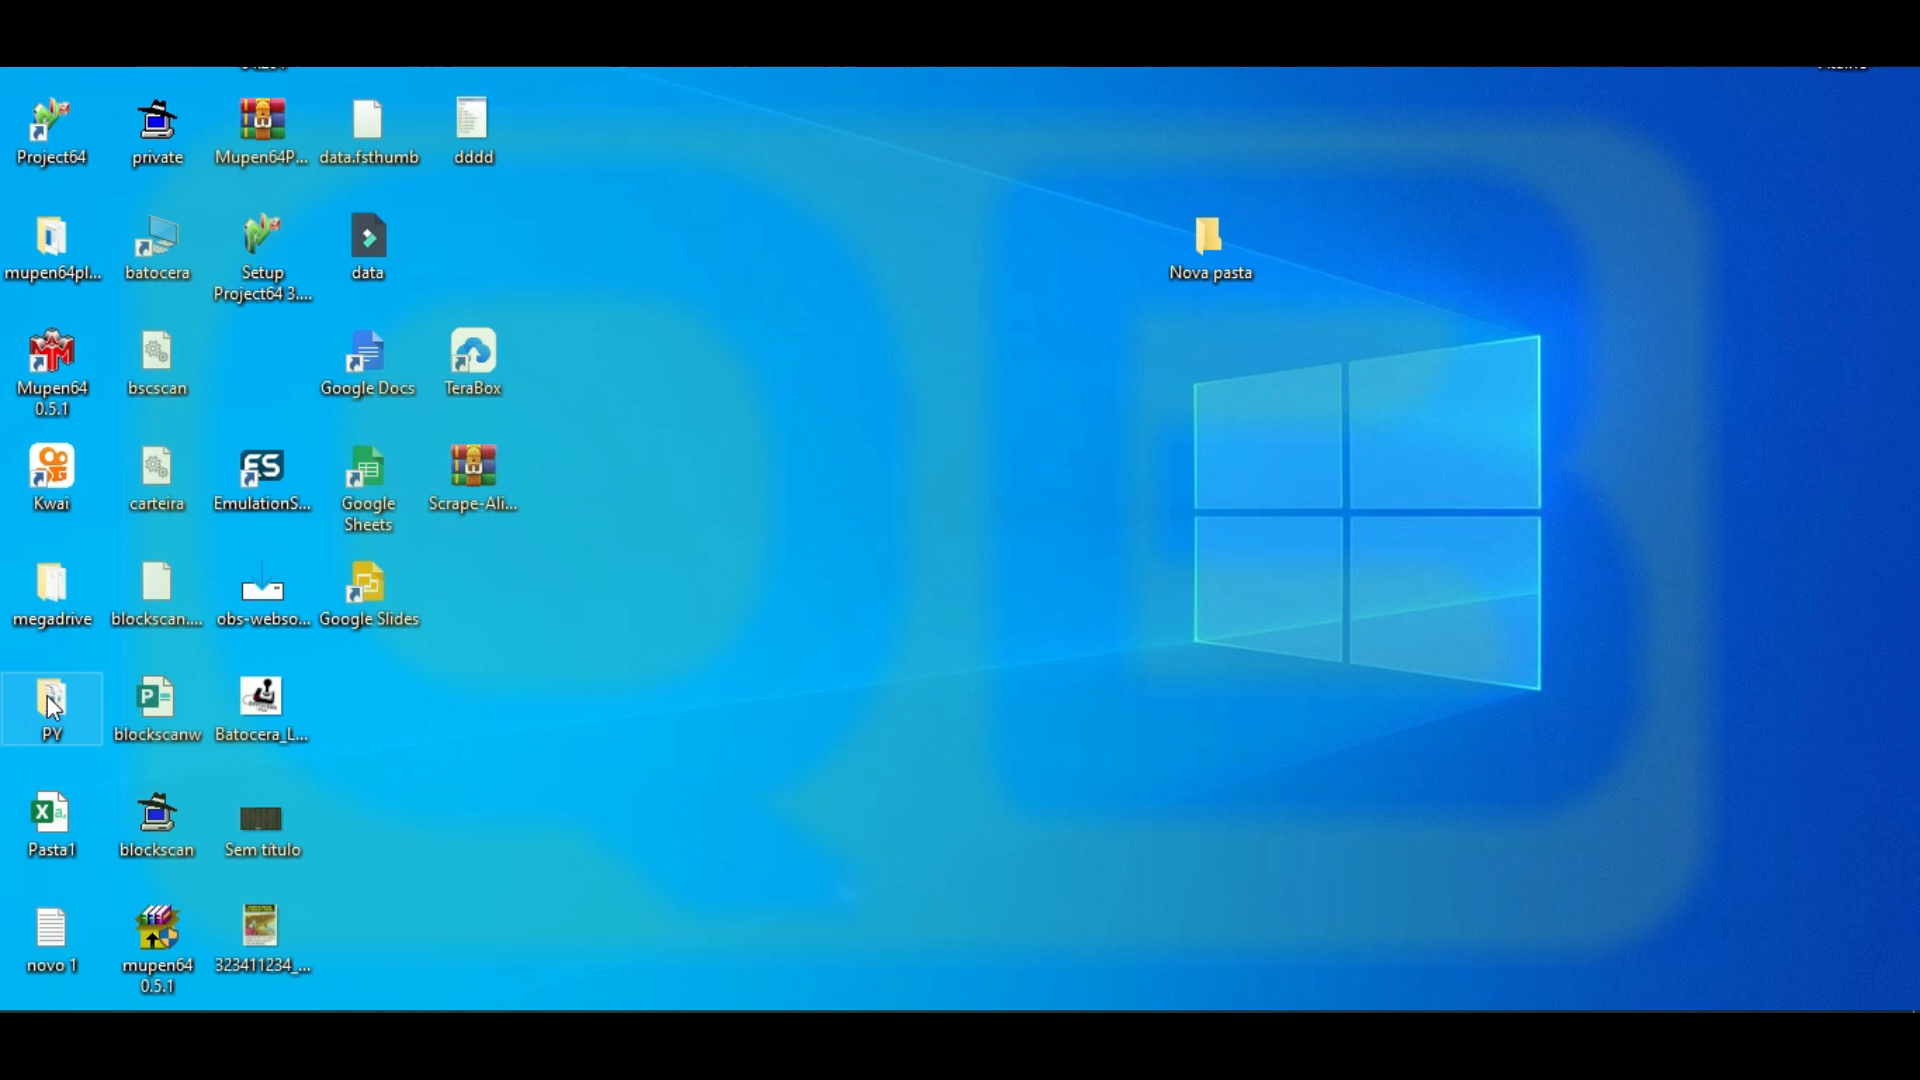 Project64
private
Mupen64P...
data.fsthumb
dddd
mupen64pl...
batocera
Setup
Project64 3....
data
Nova pasta
Mupen64
0.5.1
bscscan
Google Docs
TeraBox
Kwai
carteira
ES
EmulationS...
Google
Sheets
Scrape-Ali...
megadrive
blockscan....
obs-webso...
Google Slides
PY
P
blockscanw
Batocera_L...
X a,
Pasta1
blockscan
Sem título
novo 1
mupen64
0.5.1
323411234_...